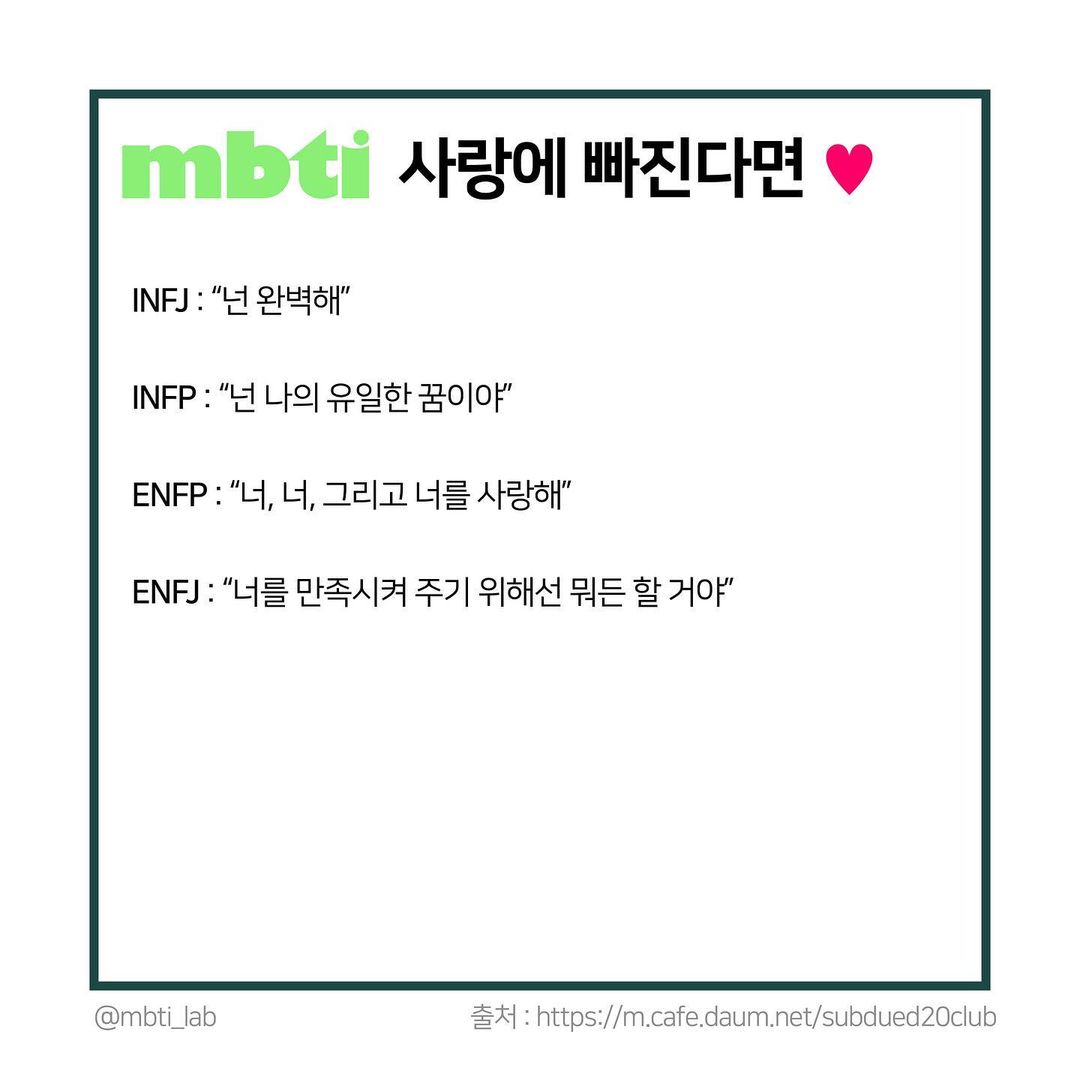 mbti 사랑에 빠진다면 ♥
INFJ : “넌 완벽해”
INFP : “넌 나의 유일한 꿈이야”
ENFP : “너, 너, 그리고 너를 사랑해”
ENFJ : “너를 만족시켜 주기 위해선 뭐든 할 거야”
@mbti_lab
출처 : https://m.cafe.daum.net/subdued20club